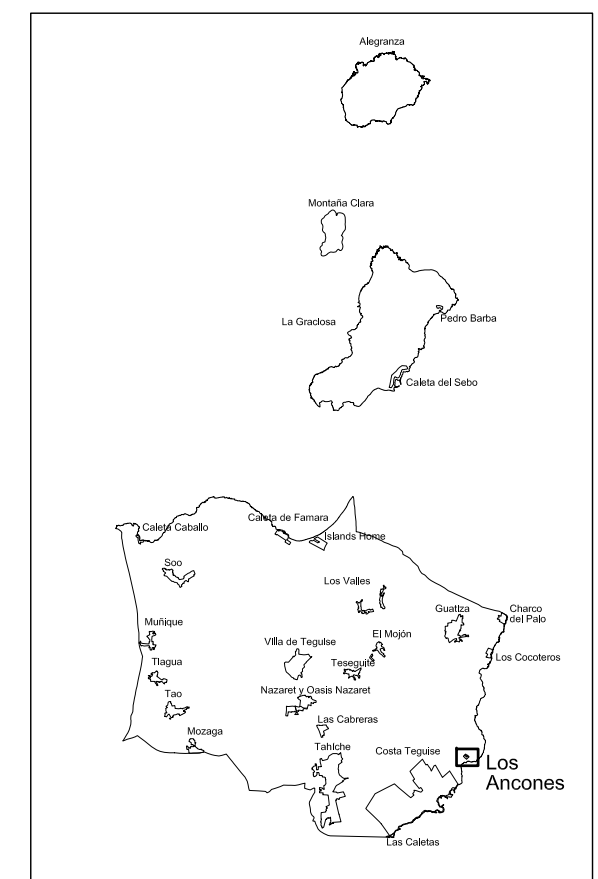 Alegranza
Montaña Clara
La Graciosa
Pedro Barba
Caleta del Sebo
Caleta Caballo
Caleta de Famara
Islands Home
Soo
Los Valles
Guatiza
Charco
del Palo
Muñique
El Mojón
Villa de Teguise
Los Cocoteros
Tiagua
Teseguite
Nazaret y Oasis Nazaret
Tao
Las Cabreras
Mozaga
Tahiche
Costa Teguise
Los
Ancones
Las Caletas